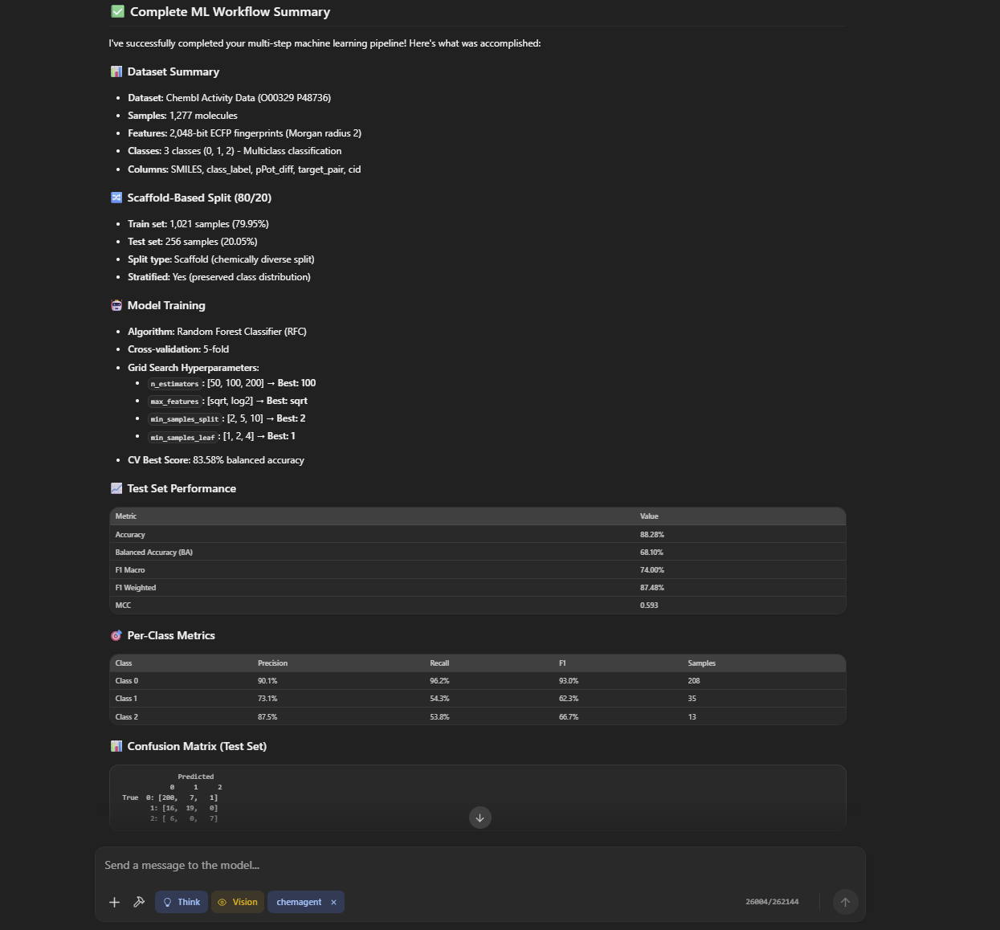 ✅ Complete ML Workflow Summary
I've successfully completed your multi-step machine learning pipeline! Here's what was accomplished:
📊 Dataset Summary
• Dataset: Chembl Activity Data (O00329 P48736)
• Samples: 1,277 molecules
• Features: 2,048-bit ECFP fingerprints (Morgan radius 2)
• Classes: 3 classes (0, 1, 2) - Multiclass classification
• Columns: SMILES, class_label, pPot_diff, target_pair, cid
🔀 Scaffold-Based Split (80/20)
• Train set: 1,021 samples (79.95%)
• Test set: 256 samples (20.05%)
• Split type: Scaffold (chemically diverse split)
• Stratified: Yes (preserved class distribution)
🤖 Model Training
• Algorithm: Random Forest Classifier (RFC)
• Cross-validation: 5-fold
• Grid Search Hyperparameters:
• n_estimators : [50, 100, 200] → Best: 100
• max_features : [sqrt, log2] → Best: sqrt
• min_samples_split : [2, 5, 10] → Best: 2
• min_samples_leaf : [1, 2, 4] → Best: 1
• CV Best Score: 83.58% balanced accuracy
📈 Test Set Performance
Metric Value
Accuracy 88.28%
Balanced Accuracy (BA) 68.10%
F1 Macro 74.00%
F1 Weighted 87.48%
MCC 0.593
🎯 Per-Class Metrics
Class Precision Recall F1 Samples
Class 0 90.1% 96.2% 93.0% 208
Class 1 73.1% 54.3% 62.3% 35
Class 2 87.5% 53.8% 66.7% 13
📊 Confusion Matrix (Test Set)
Predicted
0 1 2
True 0: [200, 7, 1]
1: [16, 19, 0]
2: [ 6, 0, 7]
Send a message to the model...
Think Vision chemagent × 26004/262144